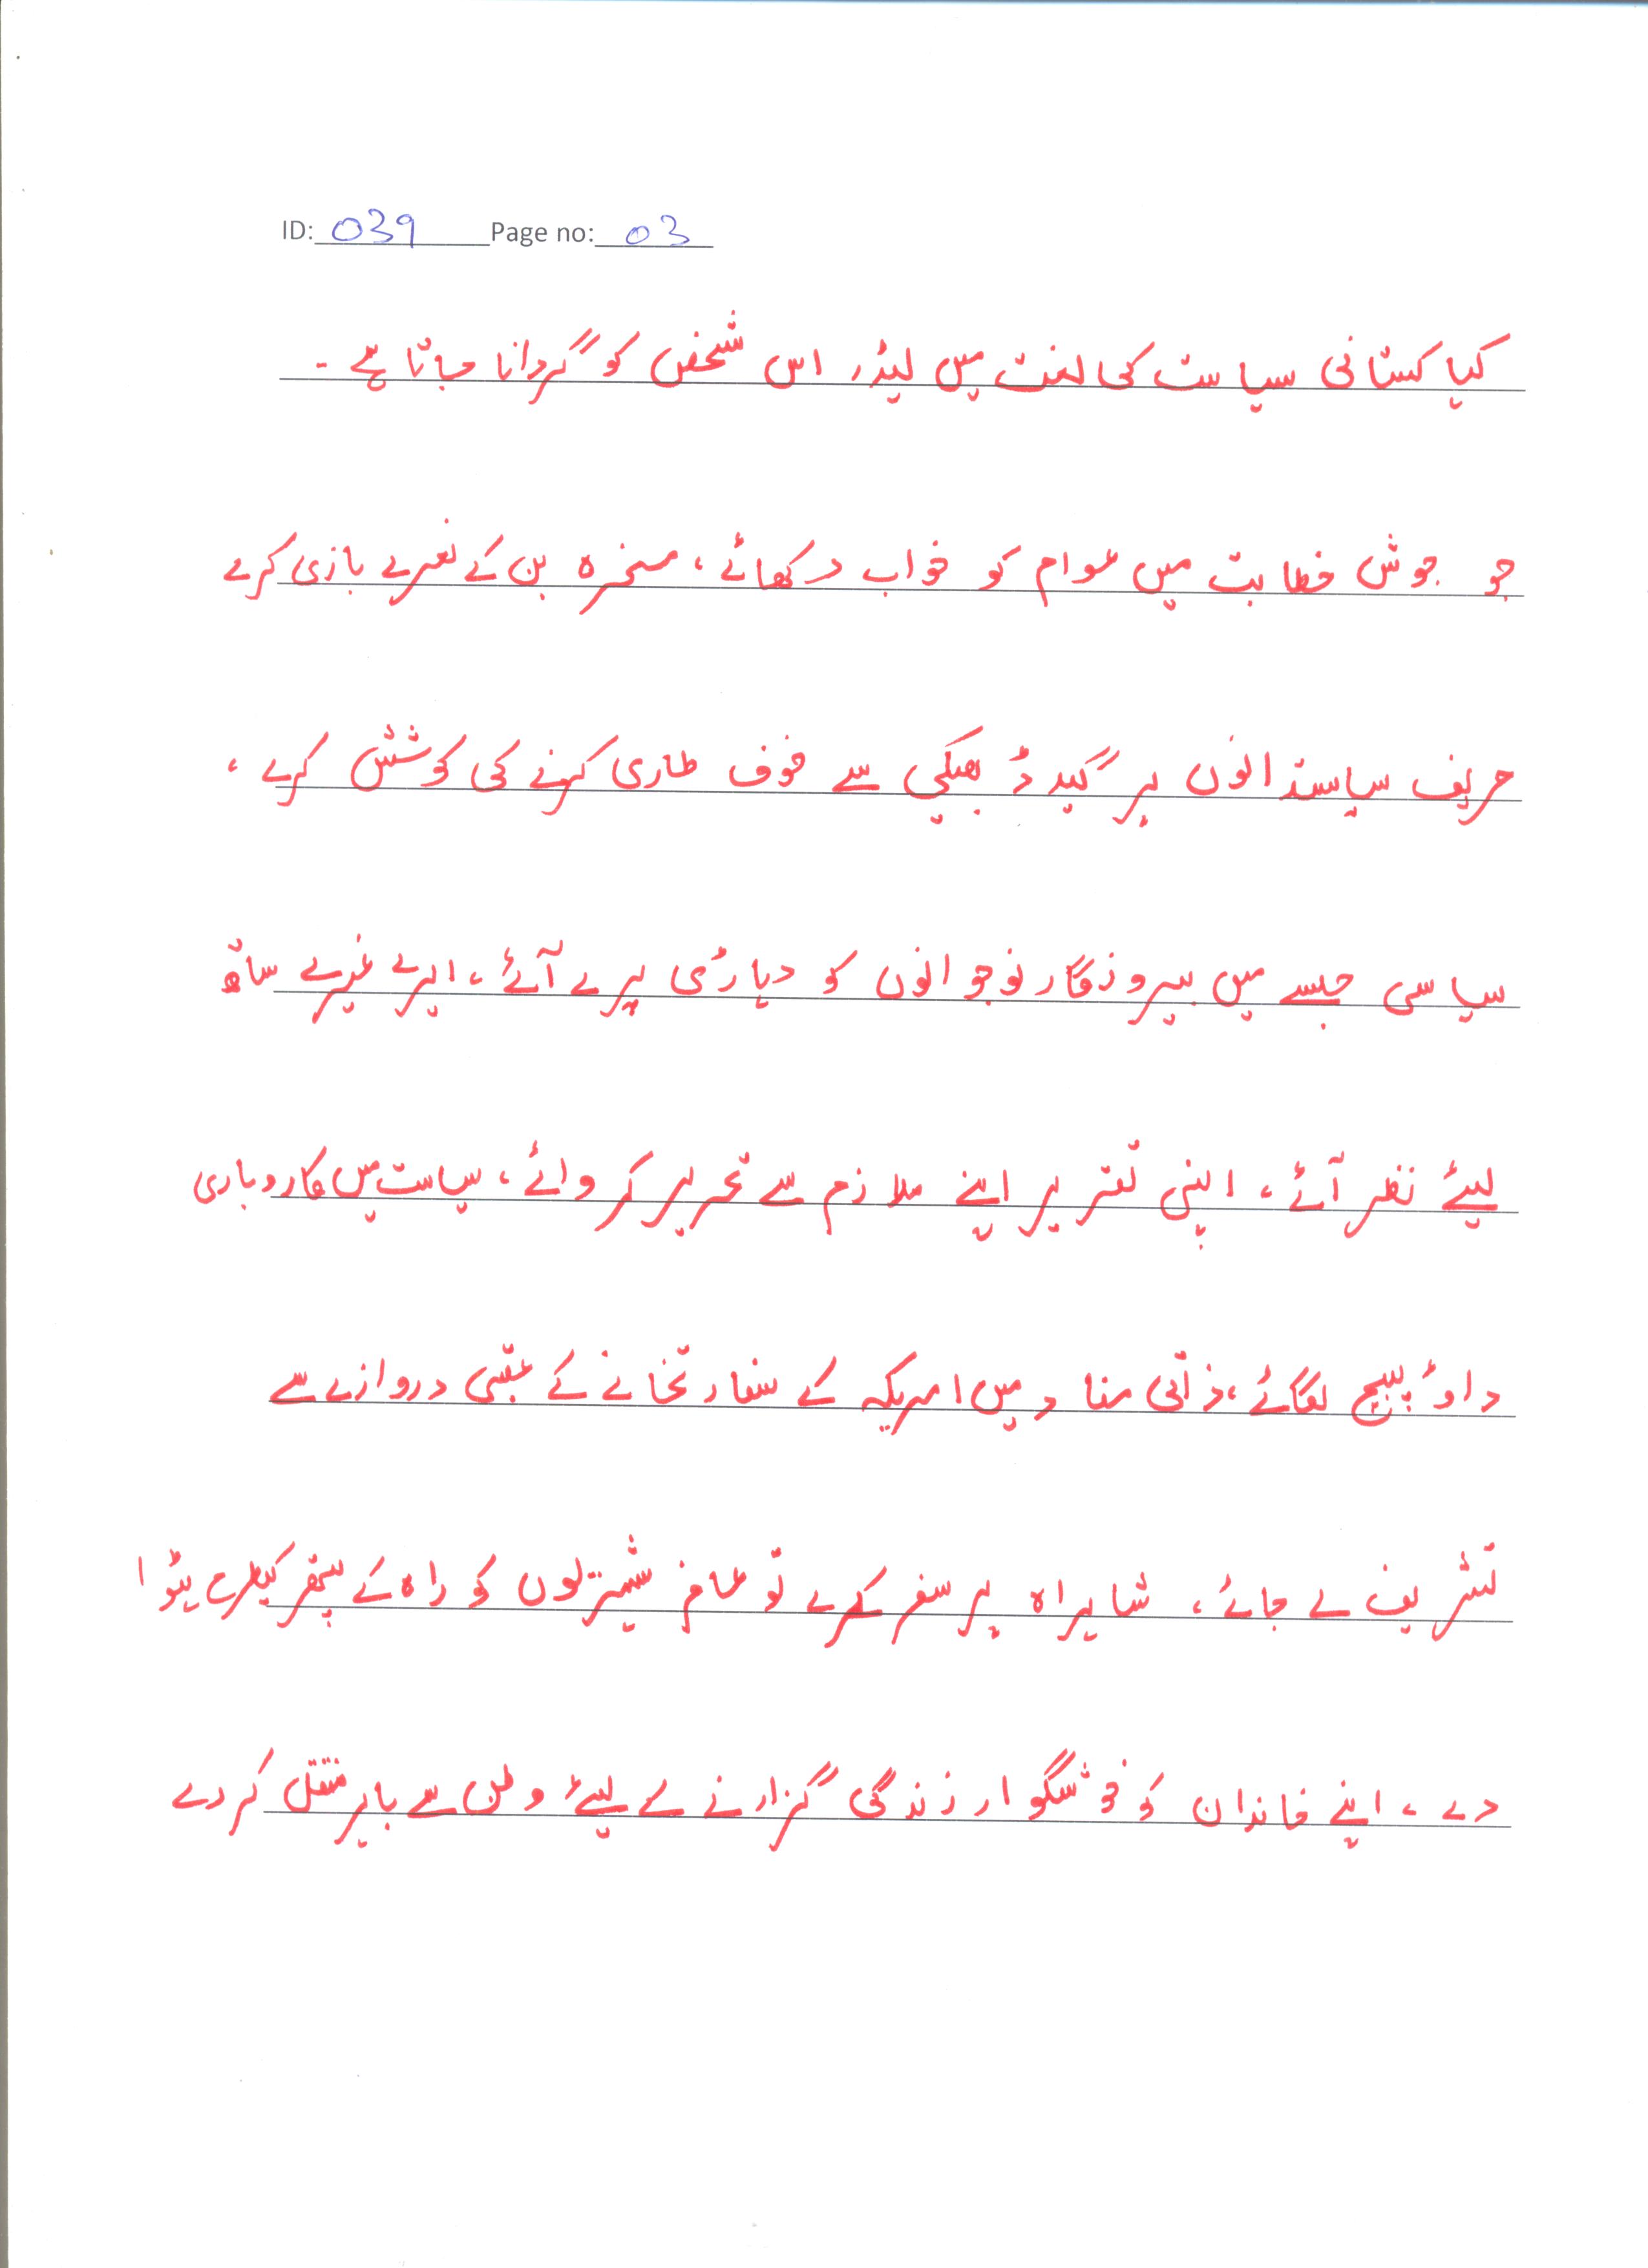 ID: 039 Page no: 03
کیا کستانی سیاست کی لغت میں لیڈر اس شخص کو گردانا جاتا ہے -
جو جوش خطابت میں عوام کو خواب دکھائے ، مسخرہ بن کے نعرے بازی کرے
حریف سیاستدانوں پر گیدڑ بھبکی سے خوف طاری کرنے کی کوشش کرے ،
سیاسی جلسے میں بیروزگار نوجوانوں کو دیہاڑی پر لے آئے ، ایرے غیرے ساتھ
لیئے نظر آئے ، اپنی تقریر اپنے ملازم سے تحریر کروائے ، سیاست میں کاروباری
داؤ پیچ لگائے ، ذاتی مفاد میں امریکہ کے سفارتخانے کے عقبی دروازے سے
تشریف لے جائے ، شاہراہ پر سفر کرے تو عام شہریوں کو راہ کے پتھر کیطرح ہٹوا
دے ، اپنے خاندان کو خوشگوار زندگی گزارنے کے لیئے وطن سے باہر منتقل کر دے